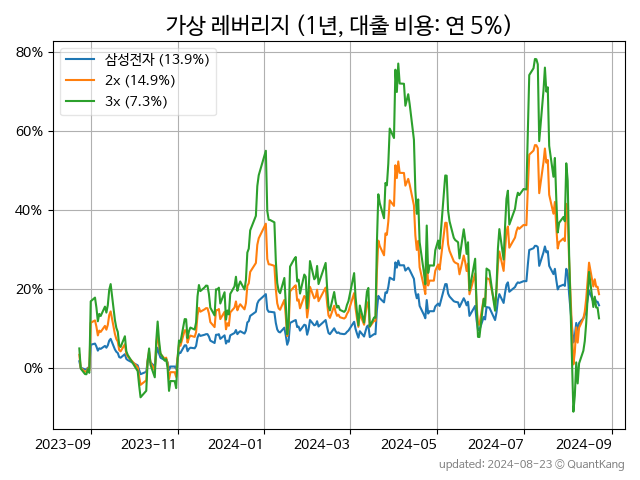 가상 레버리지 (1년, 대출 비용: 연 5%)
80%
60%
40%
20%
0%
삼성전자 (13.9%)
2x (14.9%)
3x (7.3%)
2023-09 2023-11 2024-01 2024-03 2024-05 2024-07 2024-09
updated: 2024-08-23 © QuantKang